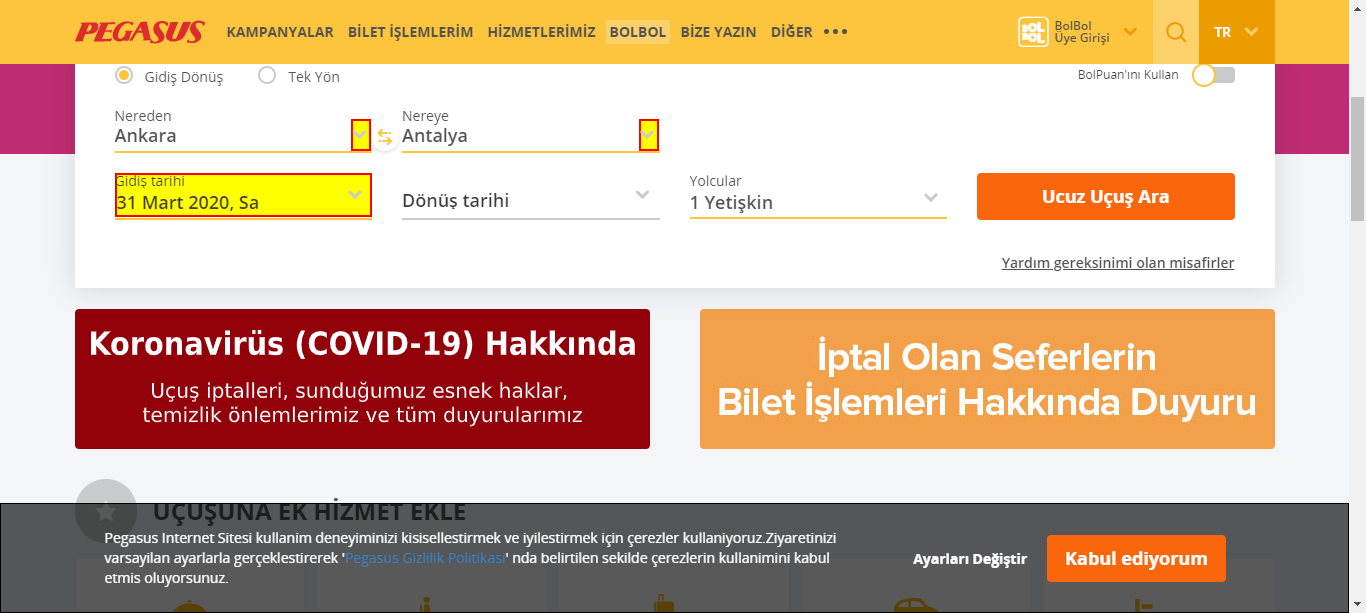 PEGASUS KAMPANYALAR BİLET İŞLEMLERİM HİZMETLERİMİZ BOLBOL BİZE YAZIN DİĞER ••• BOL BOL BolBol Üye Girişi TR
Gidiş Dönüş Tek Yön BolPuan'ını Kullan
Nereden Nereye
Ankara Antalya
Gidiş tarihi Yolcular
31 Mart 2020, Sa Dönüş tarihi 1 Yetişkin Ucuz Uçuş Ara
Yardım gereksinimi olan misafirler
Koronavirüs (COVID-19) Hakkında
Uçuş iptalleri, sunduğumuz esnek haklar,
temizlik önlemlerimiz ve tüm duyurularımız
İptal Olan Seferlerin
Bilet İşlemleri Hakkında Duyuru
UÇUŞUNA EK HİZMET EKLE
Pegasus Internet Sitesi kullanim deneyiminizi kisisellestirmek ve iyilestirmek için çerezler kullaniyoruz.Ziyaretinizi
varsayilan ayarlarla gerçeklestirerek 'Pegasus Gizlilik Politikasi' nda belirtilen sekilde çerezlerin kullanimini kabul
etmis oluyorsunuz.
Ayarları Değiştir Kabul ediyorum